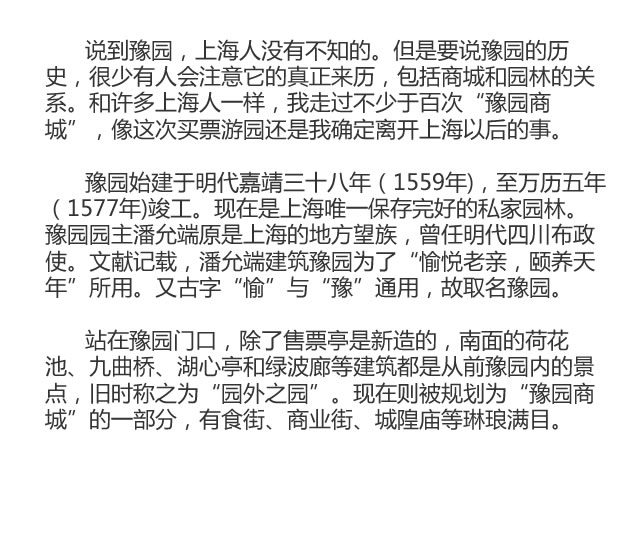 说到豫园，上海人没有不知的。但是要说豫园的历
史，很少有人会注意它的真正来历，包括商城和园林的关
系。和许多上海人一样，我走过不少于百次“豫园商
城”，像这次买票游园还是我确定离开上海以后的事。
豫园始建于明代嘉靖三十八年（1559年)，至万历五年
（1577年)竣工。现在是上海唯一保存完好的私家园林。
豫园园主潘允端原是上海的地方望族，曾任明代四川布政
使。文献记载，潘允端建筑豫园为了“愉悦老亲，颐养天
年”所用。又古字“愉”与“豫”通用，故取名豫园。
站在豫园门口，除了售票亭是新造的，南面的荷花
池、九曲桥、湖心亭和绿波廊等建筑都是从前豫园内的景
点，旧时称之为“园外之园”。现在则被规划为“豫园商
城”的一部分，有食街、商业街、城隍庙等琳琅满目。